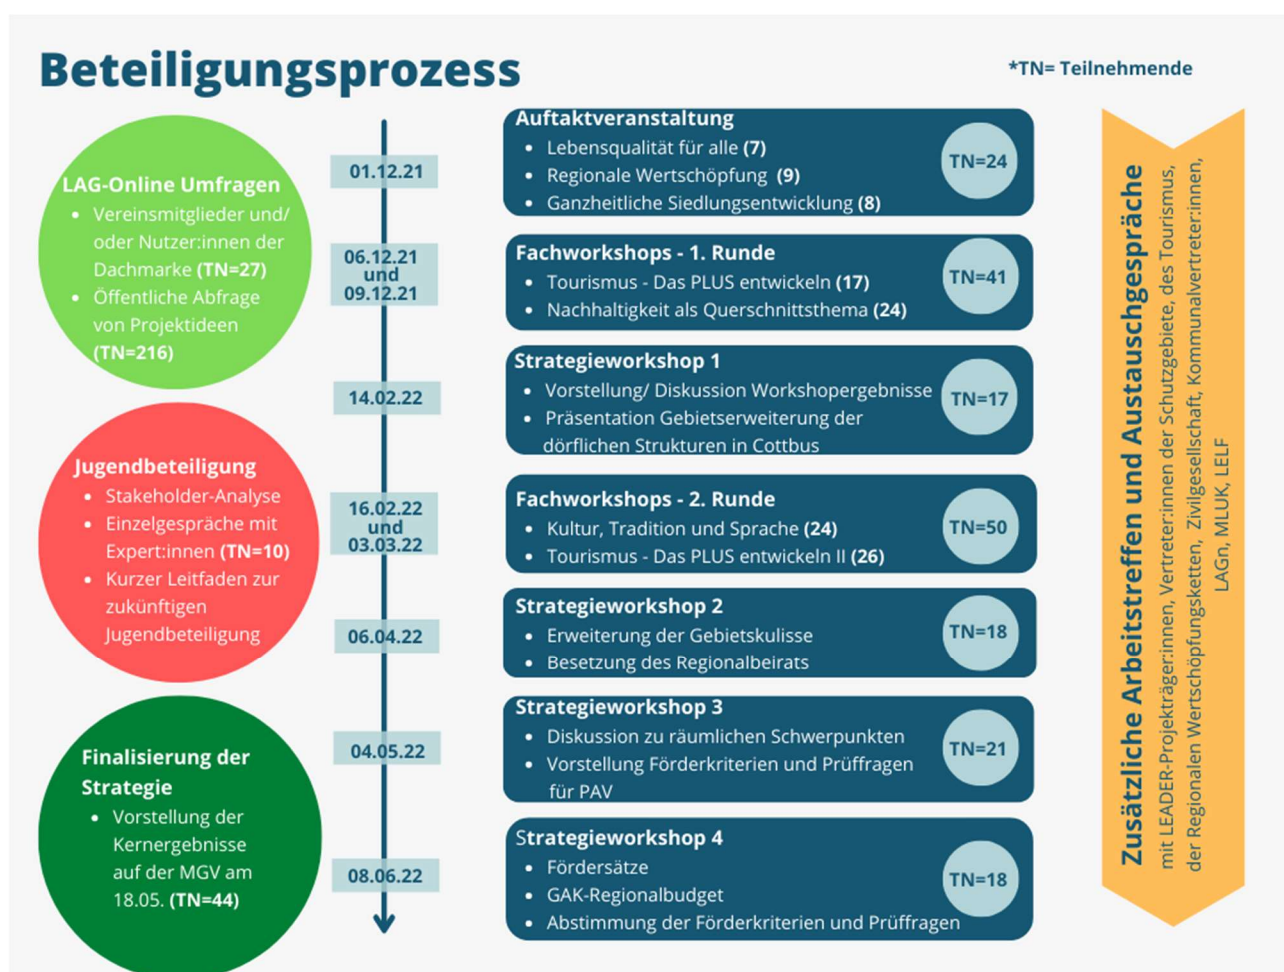 Beteiligungsprozess
*TN= Teilnehmende
LAG-Online Umfragen
• Vereinsmitglieder und/
oder Nutzer:innen der
Dachmarke (TN=27)
• Öffentliche Abfrage
von Projektideen
(TN=216)
Jugendbeteiligung
• Stakeholder-Analyse
• Einzelgespräche mit
Expert:innen (TN=10)
• Kurzer Leitfaden zur
zukünftigen
Jugendbeteiligung
Finalisierung der
Strategie
• Vorstellung der
Kernergebnisse
auf der MGV am
18.05. (TN=44)
01.12.21
Auftaktveranstaltung
• Lebensqualität für alle (7)
• Regionale Wertschöpfung (9)
• Ganzheitliche Siedlungsentwicklung (8)
TN=24
06.12.21
und
09.12.21
Fachworkshops - 1. Runde
• Tourismus - Das PLUS entwickeln (17)
• Nachhaltigkeit als Querschnittsthema (24)
TN=41
14.02.22
Strategieworkshop 1
• Vorstellung/ Diskussion Workshopergebnisse
• Präsentation Gebietserweiterung der
dörflichen Strukturen in Cottbus
TN=17
16.02.22
und
03.03.22
Fachworkshops - 2. Runde
• Kultur, Tradition und Sprache (24)
• Tourismus - Das PLUS entwickeln II (26)
TN=50
06.04.22
Strategieworkshop 2
• Erweiterung der Gebietskulisse
• Besetzung des Regionalbeirats
TN=18
04.05.22
Strategieworkshop 3
• Diskussion zu räumlichen Schwerpunkten
• Vorstellung Förderkriterien und Prüffragen
für PAV
TN=21
08.06.22
Strategieworkshop 4
• Fördersätze
• GAK-Regionalbudget
• Abstimmung der Förderkriterien und Prüffragen
TN=18
Zusätzliche Arbeitstreffen und Austauschgespräche
mit LEADER-Projekträger:innen, Vertreter:innen der Schutzgebiete, des Tourismus,
der Regionalen Wertschöpfungsketten, Zivilgesellschaft, Kommunalvertreter:innen,
LAGn, MLUK, LELF